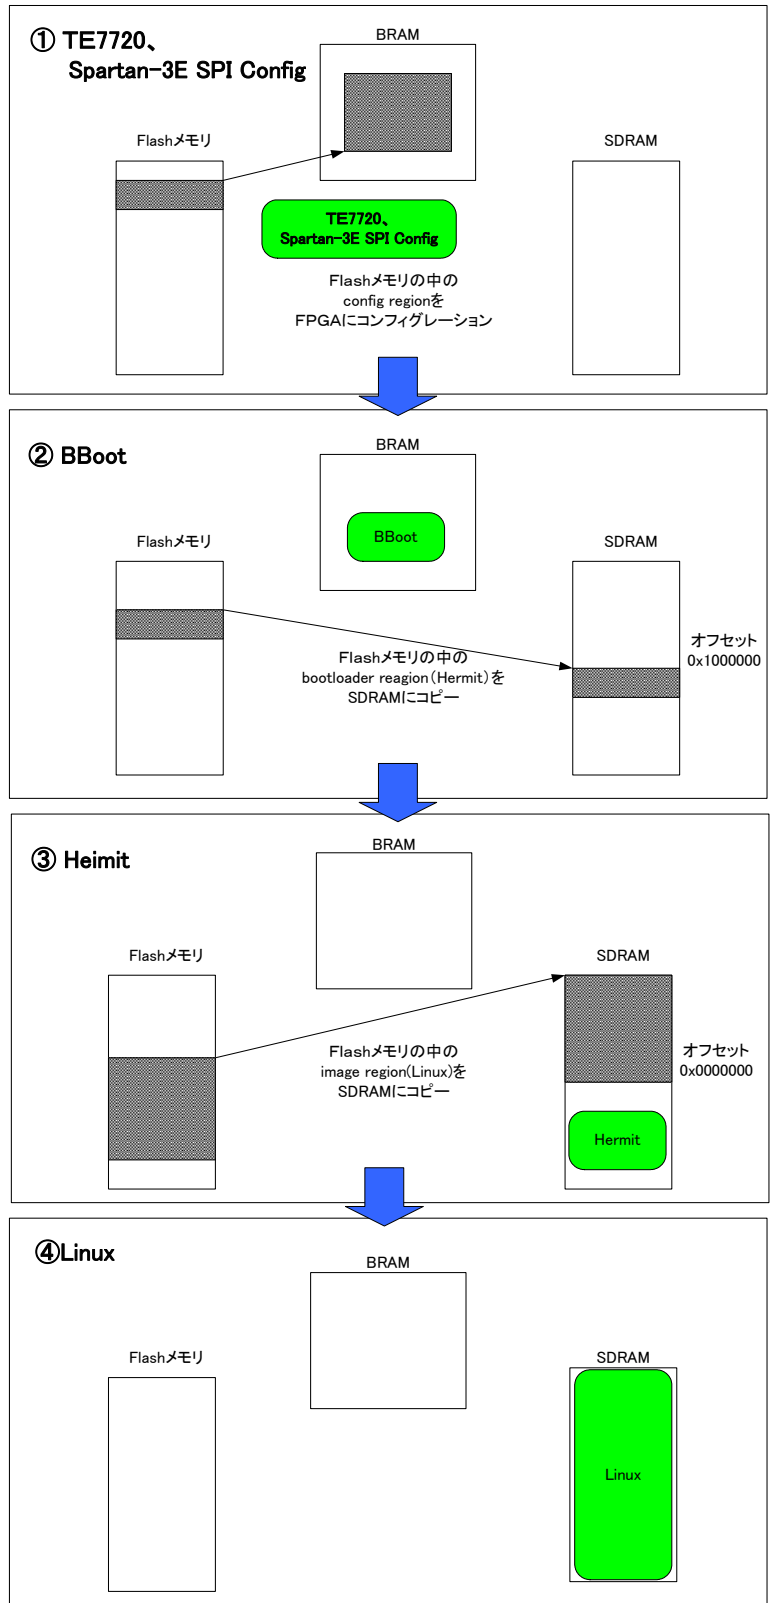 ① TE7720、
Spartan-3E SPI Config
BRAM
Flashメモリ
SDRAM
TE7720、
Spartan-3E SPI Config
Flashメモリの中の
config regionを
FPGAにコンフィグレーション
② BBoot
BRAM
BBoot
Flashメモリ
SDRAM
オフセット
0x1000000
Flashメモリの中の
bootloader reagion(Hermit)を
SDRAMにコピー
③ Heimit
BRAM
Flashメモリ
SDRAM
Flashメモリの中の
image region(Linux)を
SDRAMにコピー
オフセット
0x0000000
Hermit
④Linux
BRAM
Flashメモリ
SDRAM
Linux